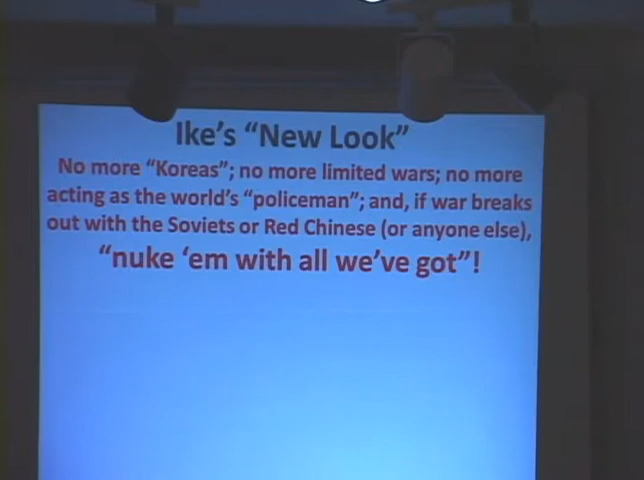 Ike's "New Look"
No more "Koreas"; no more limited wars; no more
acting as the world's "policeman"; and, if war breaks
out with the Soviets or Red Chinese (or anyone else),
"nuke 'em with all we've got"!